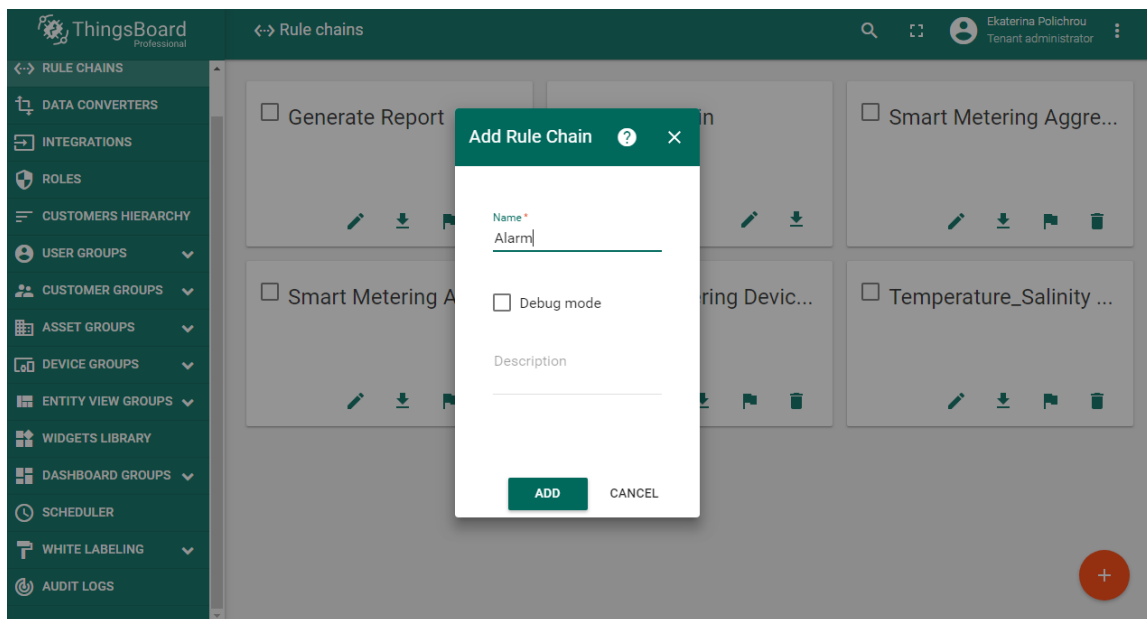 ThingsBoard
Professional
Rule chains
Ekaterina Polichrou
Tenant administrator
RULE CHAINS
DATA CONVERTERS
INTEGRATIONS
ROLES
CUSTOMERS HIERARCHY
USER GROUPS
CUSTOMER GROUPS
ASSET GROUPS
DEVICE GROUPS
ENTITY VIEW GROUPS
WIDGETS LIBRARY
DASHBOARD GROUPS
SCHEDULER
WHITE LABELING
AUDIT LOGS
Generate Report
Smart Metering Aggre...
Smart Metering A
Devic...
Temperature_Salinity ...
Add Rule Chain
Name *
Alarm
Debug mode
Description
ADD
CANCEL